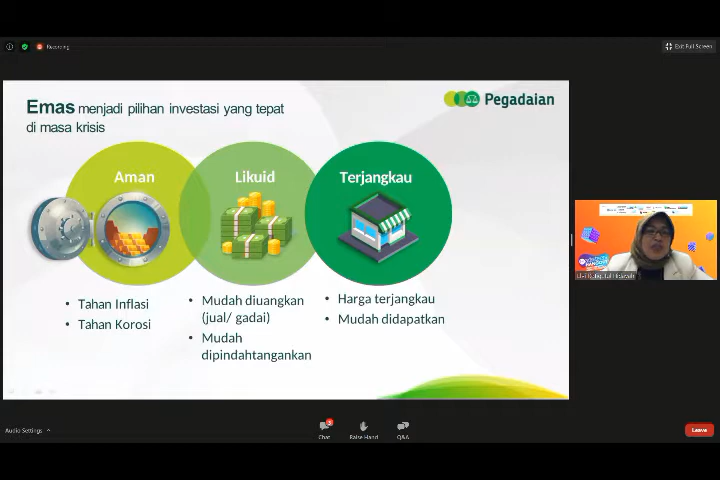 Recording
Exit Full Screen
Emas menjadi pilihan investasi yang tepat
di masa krisis
Pegadaian
Aman
Likuid
Terjangkau
• Tahan Inflasi
• Tahan Korosi
• Mudah diuangkan
(jual/ gadai)
• Mudah
dipindahtangankan
• Harga terjangkau
• Mudah didapatkan
Audio Settings
Chat
Raise Hand
Q&A
Leave